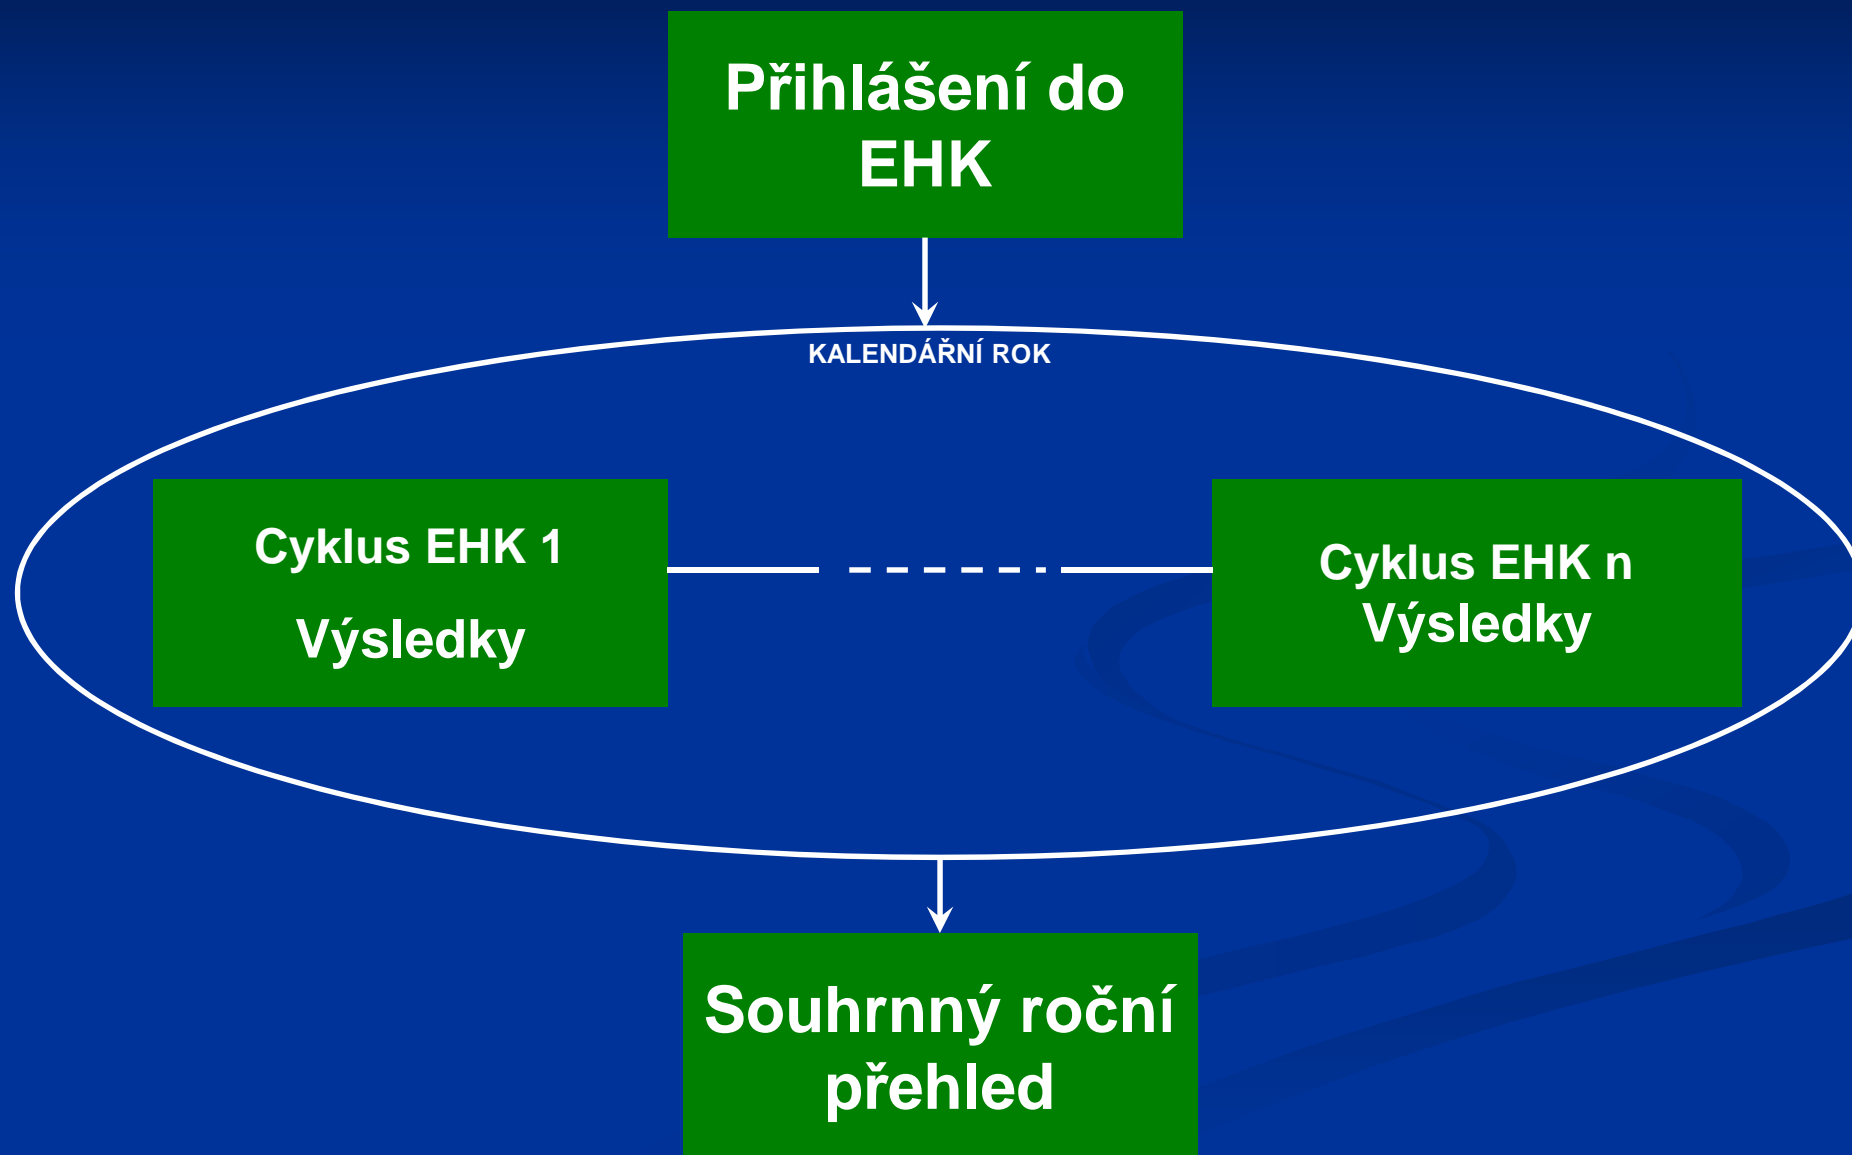 Přihlášení do
EHK
KALENDÁŘNÍ ROK
Cyklus EHK 1
Výsledky
Cyklus EHK n
Výsledky
Souhrnný roční
přehled